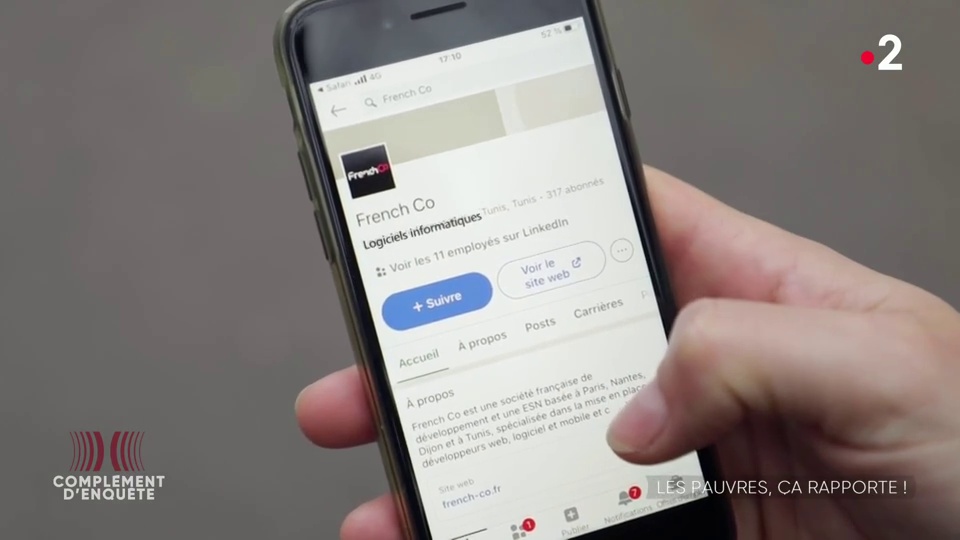 Safari 4G 17:10 52 %
French Co
2
FrenchCo
French Co
Logiciels informatiques Tunis, Tunis · 317 abonnés
Voir les 11 employés sur LinkedIn
+ Suivre
Voir le
site web
Accueil À propos Posts Carrières
À propos
French Co est une société française de
développement et une ESN basée à Paris, Nantes,
Dijon et à Tunis, spécialisée dans la mise en place
développeurs web, logiciel et mobile et c
Site web
french-co.fr
1
7
Publier
Notifications
COMPLÉMENT
D'ENQUÊTE
LES PAUVRES, ÇA RAPPORTE !